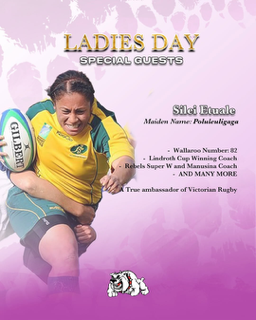 LADIES DAY
SPECIAL GUESTS
Silei Etuale
Maiden Name: Poluleuligaga
- Wallaroo Number: 82
- Lindroth Cup Winning Coach
- Rebels Super W and Manusina Coach
- AND MANY MORE
A True ambassador of Victorian Rugby
GILBERT